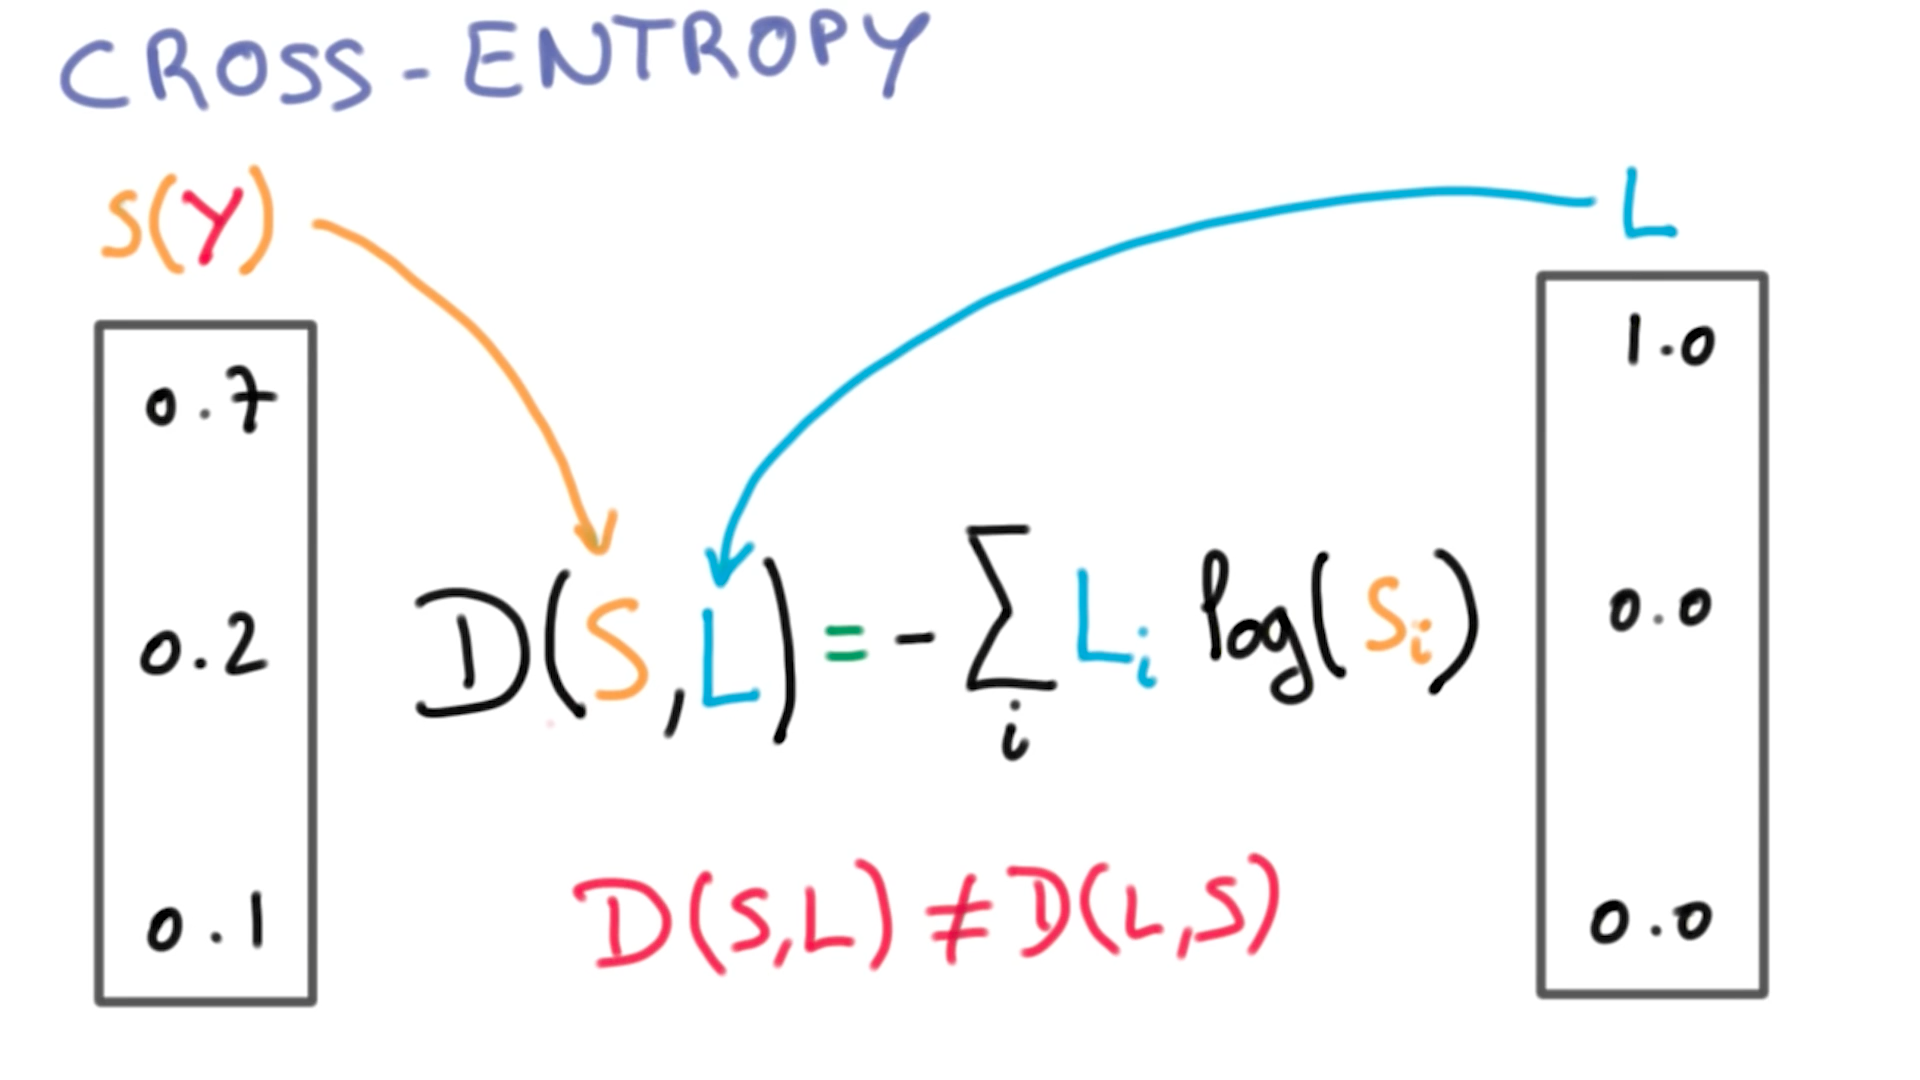 CROSS-ENTROPY
S(Y)
L
0.7
1.0
0.2
D(S,L) = - ∑ᵢ Lᵢ log(Sᵢ)
0.0
0.1
D(S,L) ≠ D(L,S)
0.0